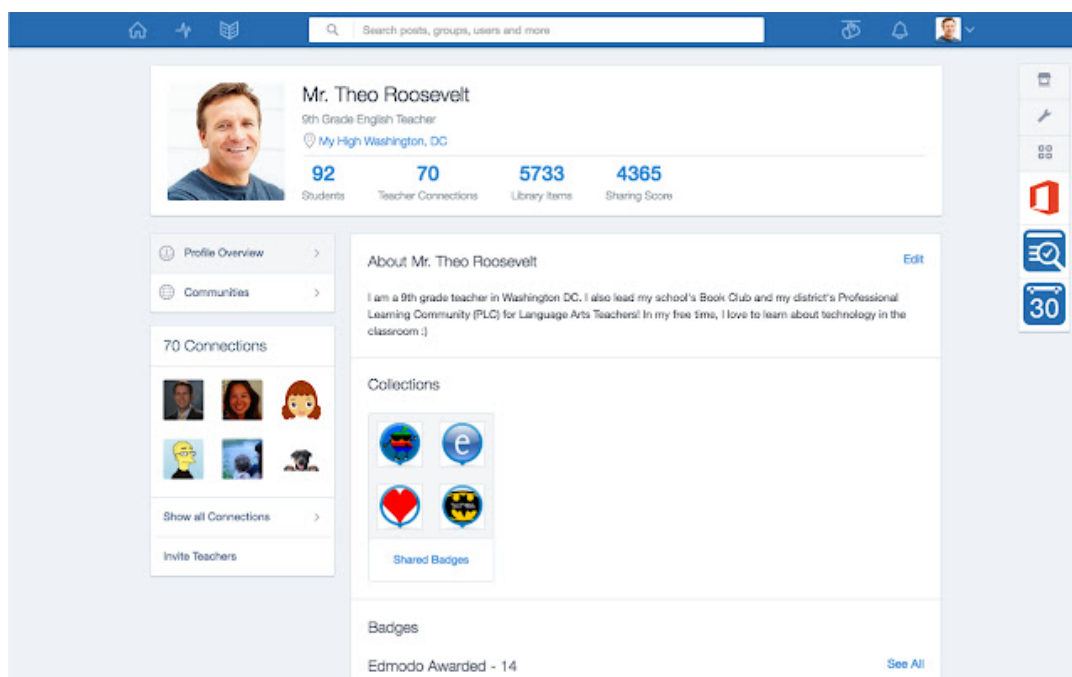 Search posts, groups, users and more
Mr. Theo Roosevelt
9th Grade English Teacher
My High Washington, DC
92 70 5733 4365
Students Teacher Connections Library Items Sharing Score
Profile Overview
Communities
70 Connections
Show all Connections
Invite Teachers
About Mr. Theo Roosevelt Edit
I am a 9th grade teacher in Washington DC. I also lead my school's Book Club and my district's Professional
Learning Community (PLC) for Language Arts Teachers! In my free time, I love to learn about technology in the
classroom :)
Collections
e
Shared Badges
Badges
Edmodo Awarded - 14 See All
30